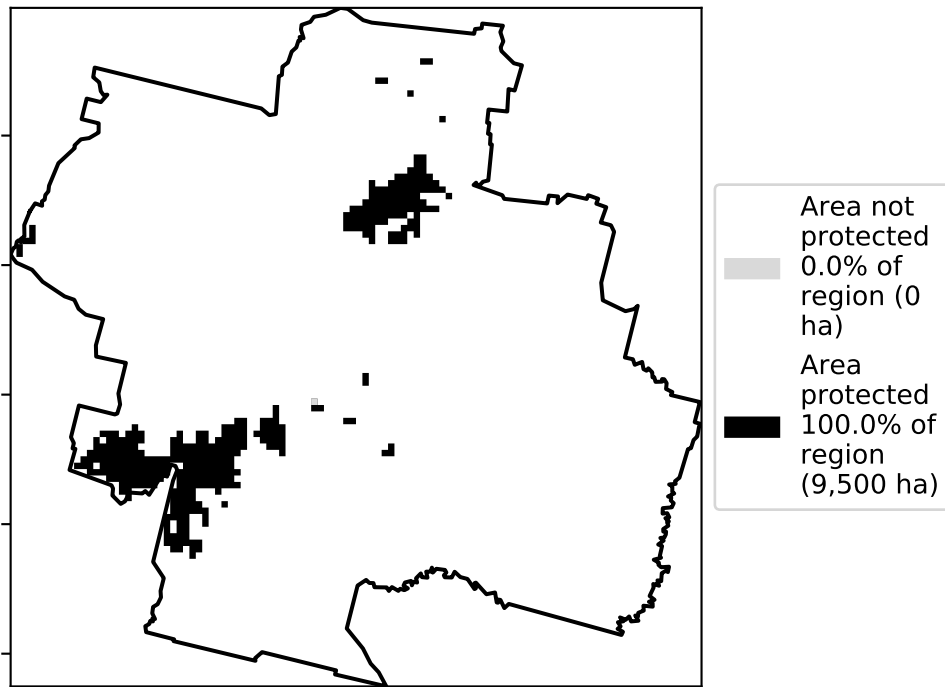 Area not
protected
0.0% of
region (0
ha)
Area
protected
100.0% of
region
(9,500 ha)